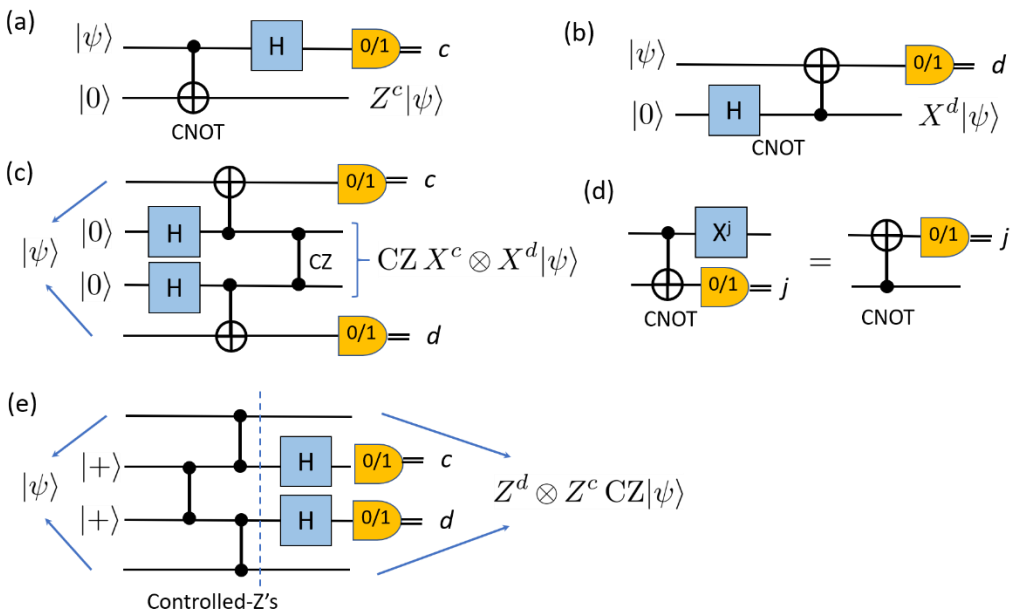 (a)
|ψ⟩ H 0/1 c
|0⟩ Z^c|ψ⟩
CNOT
(b)
|ψ⟩ 0/1 d
|0⟩ H X^d|ψ⟩
CNOT
(c)
0/1 c
|ψ⟩ |0⟩ H CZ CZ X^c ⊗ X^d|ψ⟩
|0⟩ H
0/1 d
(d)
X^j = 0/1 j
0/1 j
CNOT CNOT
(e)
|ψ⟩ |+⟩ H 0/1 c Z^d ⊗ Z^c CZ|ψ⟩
|+⟩ H 0/1 d
Controlled-Z's